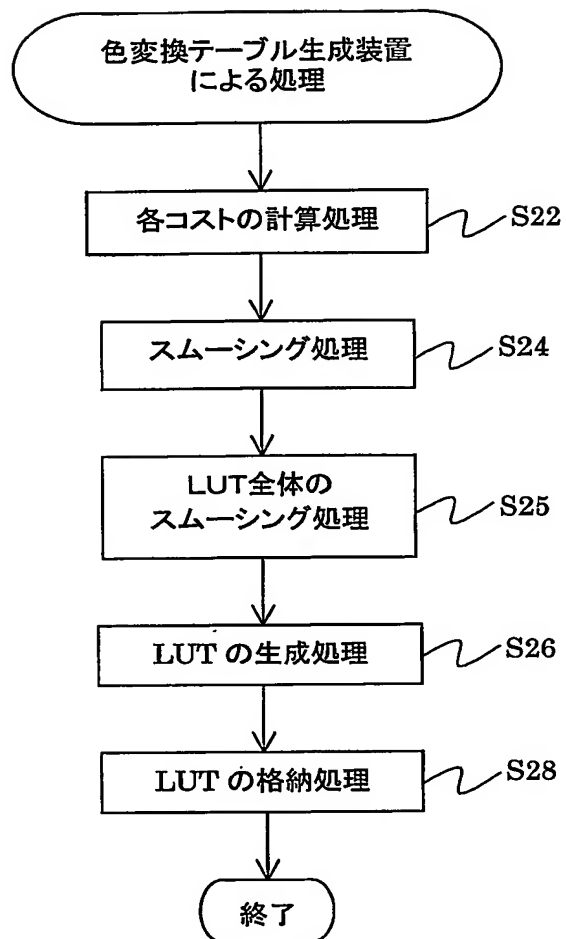 色変換テーブル生成装置
による処理
各コストの計算処理
S22
スムーシング処理
S24
LUT全体の
スムーシング処理
S25
LUT の生成処理
S26
LUT の格納処理
S28
終了